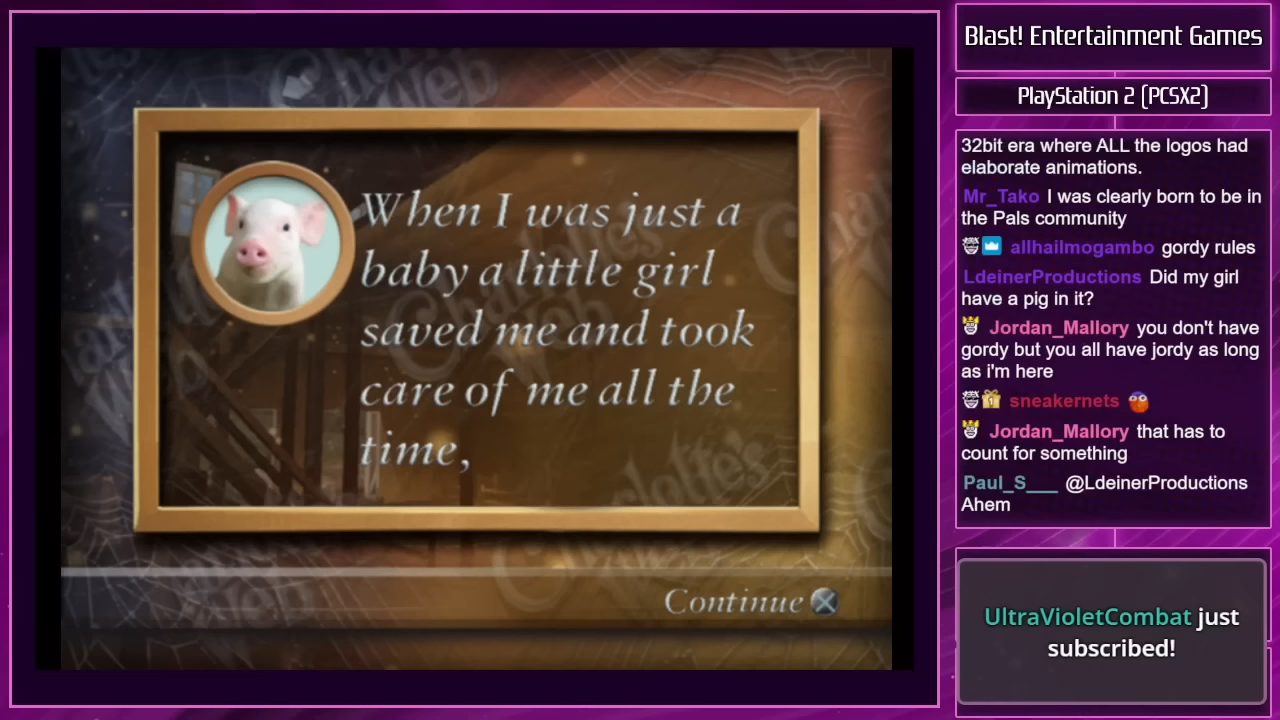 Blast! Entertainment Games
PlayStation 2 (PCSX2)
When I was just a
baby a little girl
saved me and took
care of me all the
time,
Continue
32bit era where ALL the logos had
elaborate animations.
Mr_Tako I was clearly born to be in
the Pals community
allhailmogambo gordy rules
LdeinerProductions Did my girl
have a pig in it?
Jordan_Mallory you don't have
gordy but you all have jordy as long
as i'm here
sneakernets
Jordan_Mallory that has to
count for something
Paul_S___ @LdeinerProductions
Ahem
UltraVioletCombat just
subscribed!